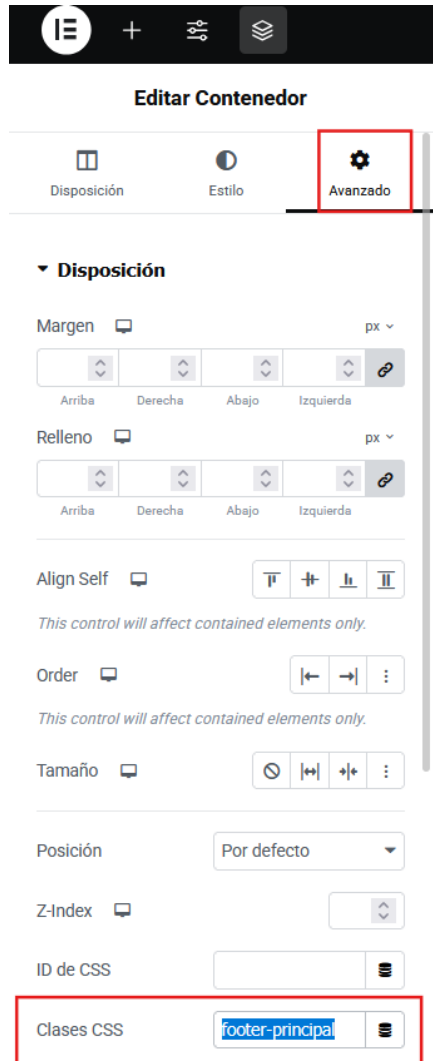 Editar Contenedor
Disposición Estilo Avanzado
Disposición
Margen px
Arriba Derecha Abajo Izquierda
Relleno px
Arriba Derecha Abajo Izquierda
Align Self
This control will affect contained elements only.
Order
This control will affect contained elements only.
Tamaño
Posición Por defecto
Z-Index
ID de CSS
Clases CSS footer-principal